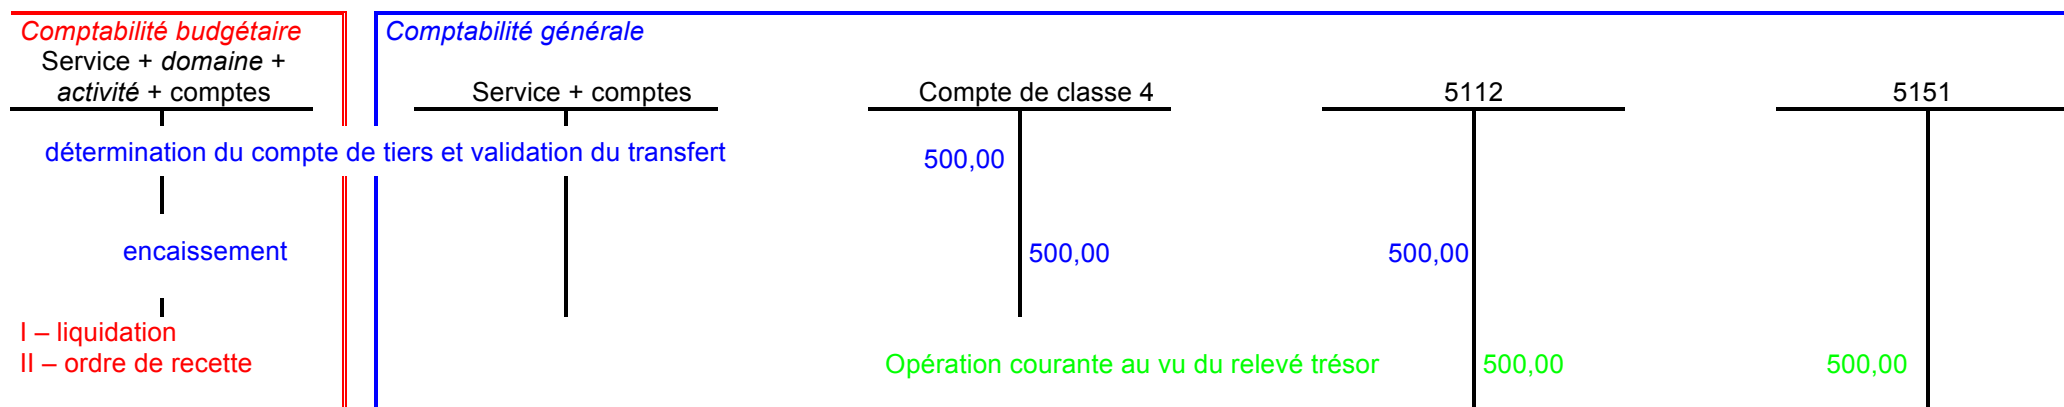 Comptabilité budgétaire
Service + domaine +
activité + comptes
Comptabilité générale
Service + comptes
Compte de classe 4
5112
5151
détermination du compte de tiers et validation du transfert
500,00
encaissement
500,00
500,00
I – liquidation
II – ordre de recette
Opération courante au vu du relevé trésor
500,00
500,00